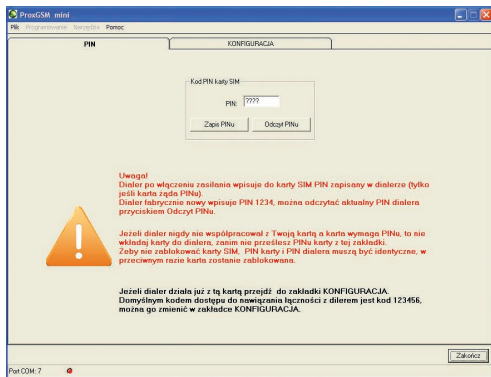 ProxGSM mini
Plik Programowanie Narzędzia Pomoc
PIN KONFIGURACJA
Kod PIN karty SIM
PIN: ????
Zapis PINu Odczyt PINu
Uwaga!
Dialer po włączeniu zasilania wpisuje do karty SIM PIN zapisany w dialerze (tylko
jeśli karta żąda PINu).
Dialer fabrycznie nowy wpisuje PIN 1234, można odczytać aktualny PIN dialera
przyciskiem Odczyt PINu.
Jeżeli dialer nigdy nie współpracował z Twoją kartą a karta wymaga PINu, to nie
wkładaj karty do dialera, zanim nie prześlesz PINu karty z tej zakładki.
Żeby nie zablokować karty SIM, PIN karty i PIN dialera muszą być identyczne, w
przeciwnym razie karta zostanie zablokowana.
Jeżeli dialer działa już z tą kartą przejdź do zakładki KONFIGURACJA.
Domyślnym kodem dostępu do nawiązania łączności z dilerem jest kod 123456,
można go zmienić w zakładce KONFIGURACJA.
Zakończ
Port COM: 7